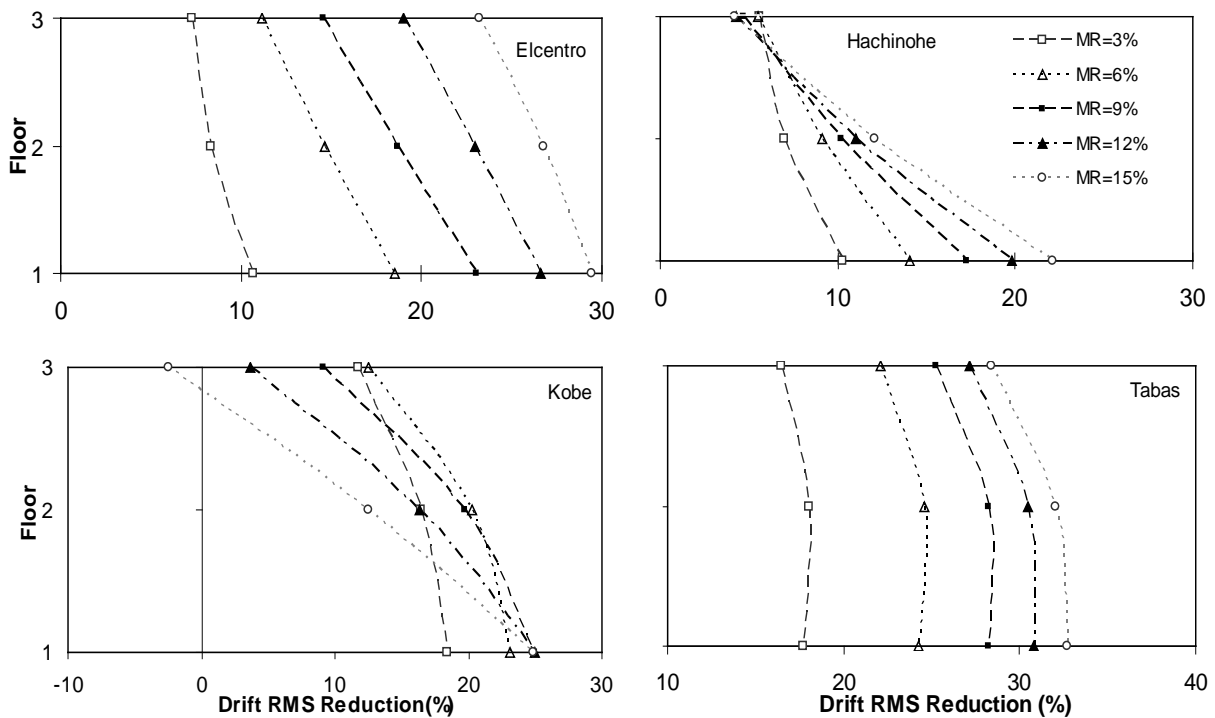 3
Elcentro
Floor
2
1
0
10
20
30
Hachinohe
MR=3%
MR=6%
MR=9%
MR=12%
MR=15%
0
10
20
30
3
Kobe
Floor
2
1
-10
0
10
20
30
Drift RMS Reduction(%)
Tabas
10
20
30
40
Drift RMS Reduction (%)